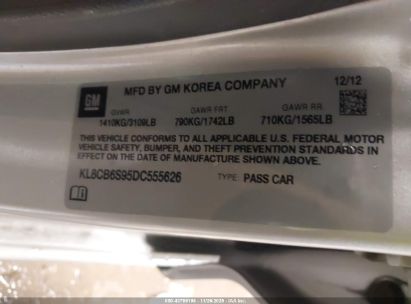 GM
MFD BY GM KOREA COMPANY
12/12
GVWR
GAWR FRT
GAWR RR
1410KG/3109LB
790KG/1742LB
710KG/1565LB
THIS VEHICLE CONFORMS TO ALL APPLICABLE U.S. FEDERAL MOTOR
VEHICLE SAFETY, BUMPER, AND THEFT PREVENTION STANDARDS IN
EFFECT ON THE DATE OF MANUFACTURE SHOWN ABOVE.
KL8CB6S95DC555626
TYPE: PASS CAR